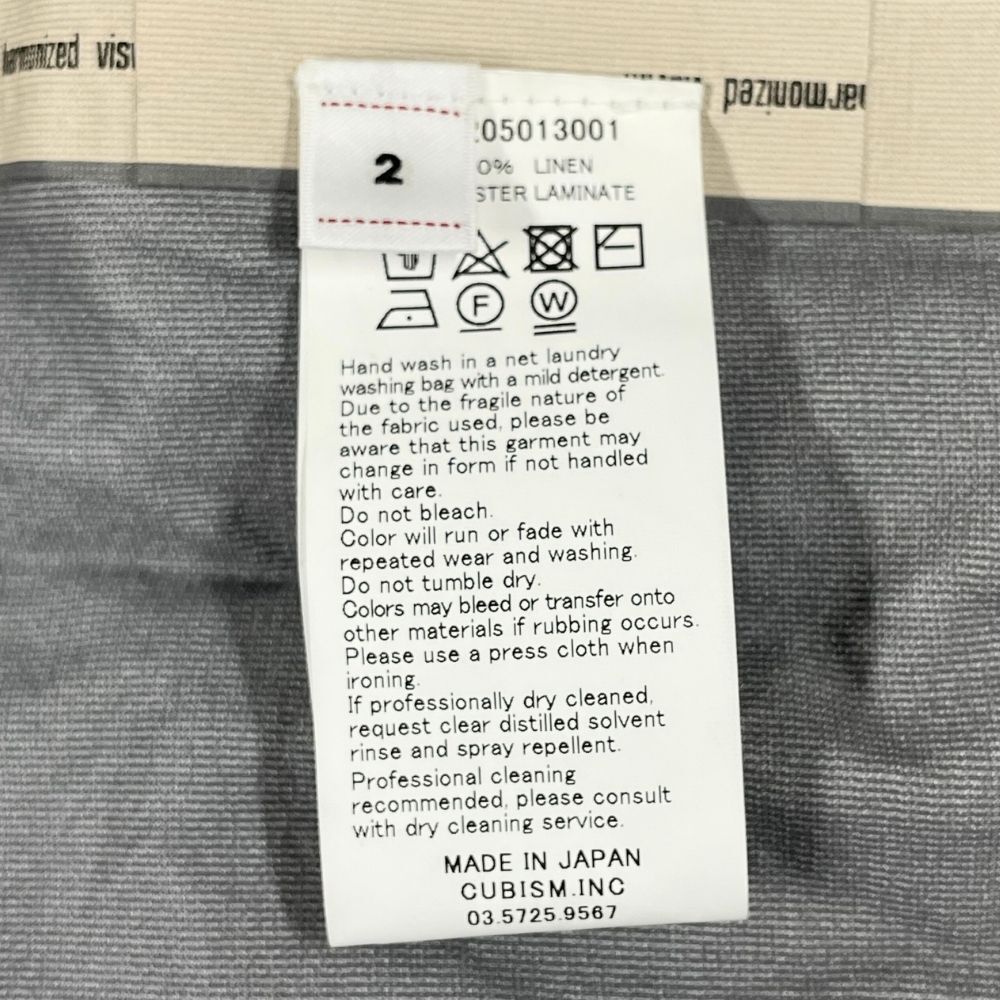 harmonized visi
harmonized
2
05013001
0% LINEN
STER LAMINATE
F
W
Hand wash in a net laundry
washing bag with a mild detergent.
Due to the fragile nature of
the fabric used, please be
aware that this garment may
change in form if not handled
with care.
Do not bleach.
Color will run or fade with
repeated wear and washing.
Do not tumble dry.
Colors may bleed or transfer onto
other materials if rubbing occurs.
Please use a press cloth when
ironing.
If professionally dry cleaned,
request clear distilled solvent
rinse and spray repellent.
Professional cleaning
recommended, please consult
with dry cleaning service.
MADE IN JAPAN
CUBISM.INC
03.5725.9567